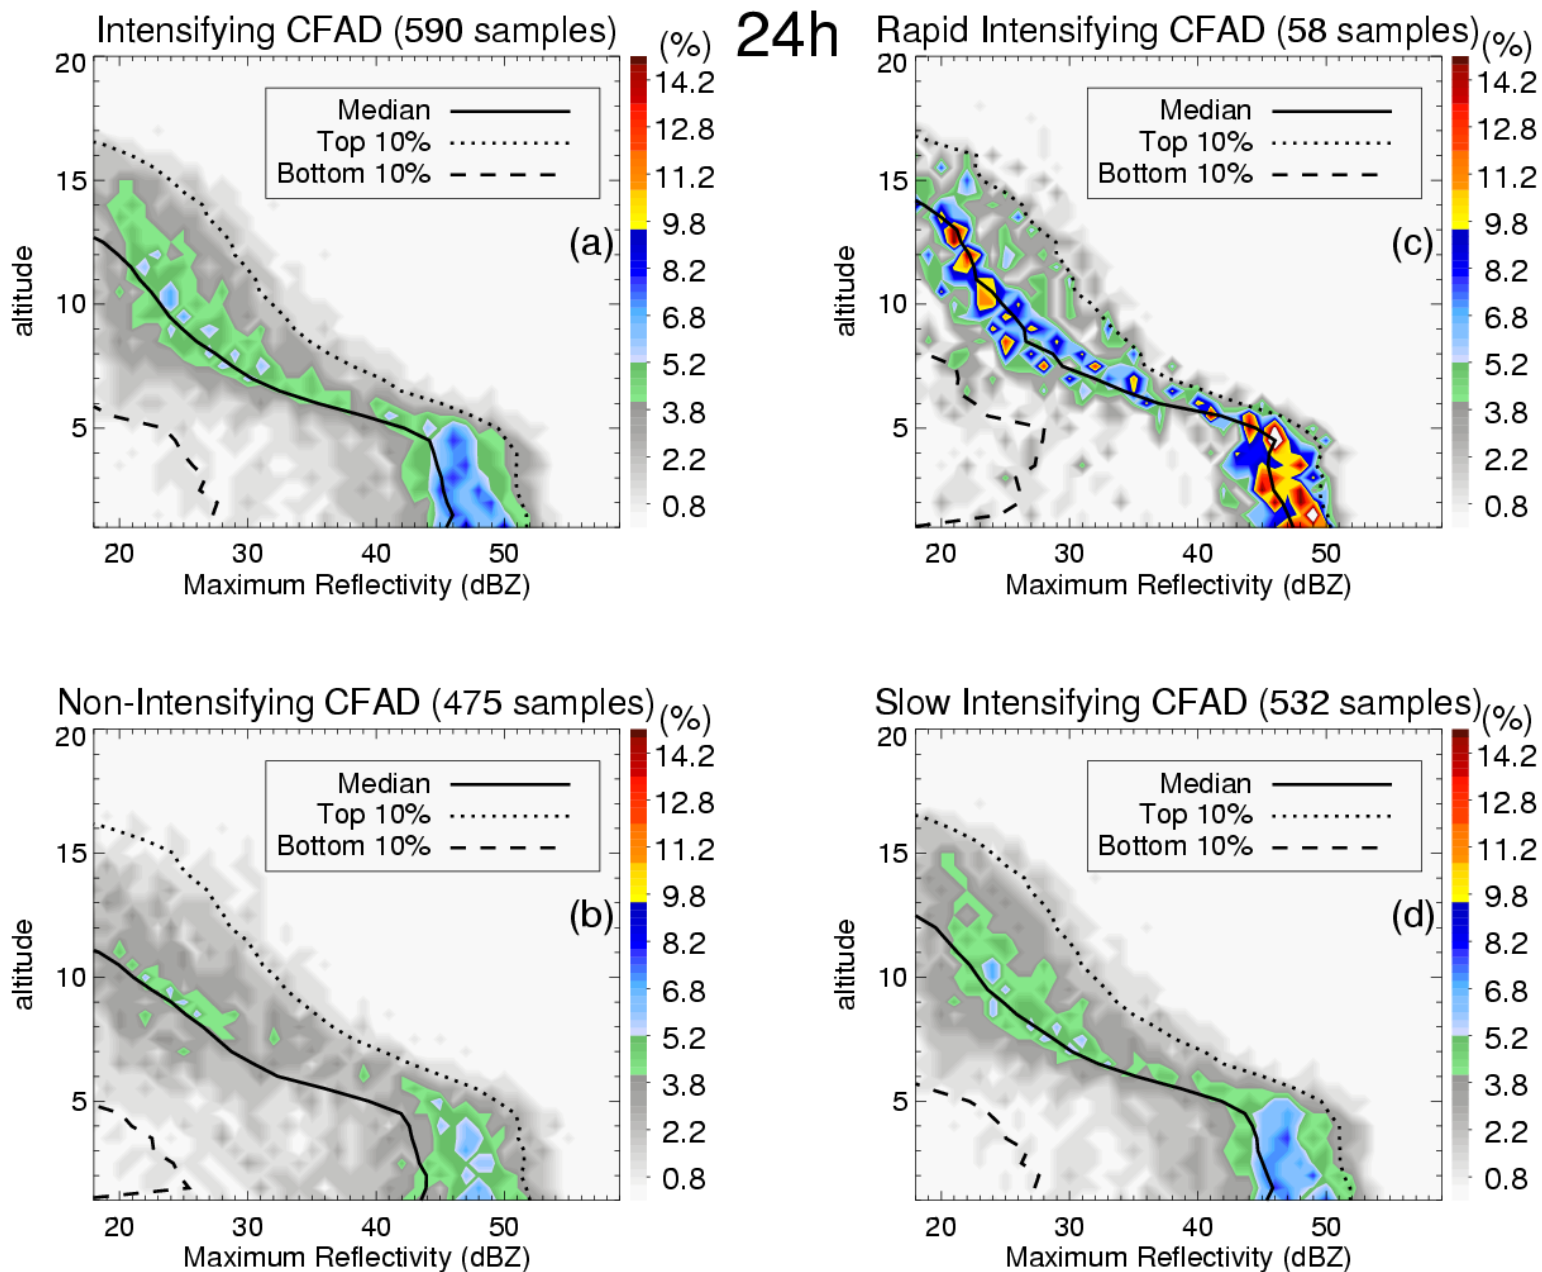 24h
Intensifying CFAD (590 samples)
(%)
Median
Top 10%
Bottom 10%
(a)
altitude
20
15
10
5
20 30 40 50
Maximum Reflectivity (dBZ)
14.2
12.8
11.2
9.8
8.2
6.8
5.2
3.8
2.2
0.8
Rapid Intensifying CFAD (58 samples)
(%)
Median
Top 10%
Bottom 10%
(c)
altitude
20
15
10
5
20 30 40 50
Maximum Reflectivity (dBZ)
14.2
12.8
11.2
9.8
8.2
6.8
5.2
3.8
2.2
0.8
Non-Intensifying CFAD (475 samples)
(%)
Median
Top 10%
Bottom 10%
(b)
altitude
20
15
10
5
20 30 40 50
Maximum Reflectivity (dBZ)
14.2
12.8
11.2
9.8
8.2
6.8
5.2
3.8
2.2
0.8
Slow Intensifying CFAD (532 samples)
(%)
Median
Top 10%
Bottom 10%
(d)
altitude
20
15
10
5
20 30 40 50
Maximum Reflectivity (dBZ)
14.2
12.8
11.2
9.8
8.2
6.8
5.2
3.8
2.2
0.8